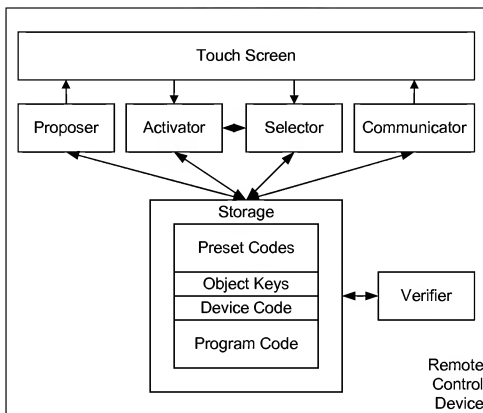 Touch Screen
Proposer Activator Selector Communicator
Storage
Preset Codes
Object Keys
Device Code
Program Code
Verifier
Remote
Control
Device